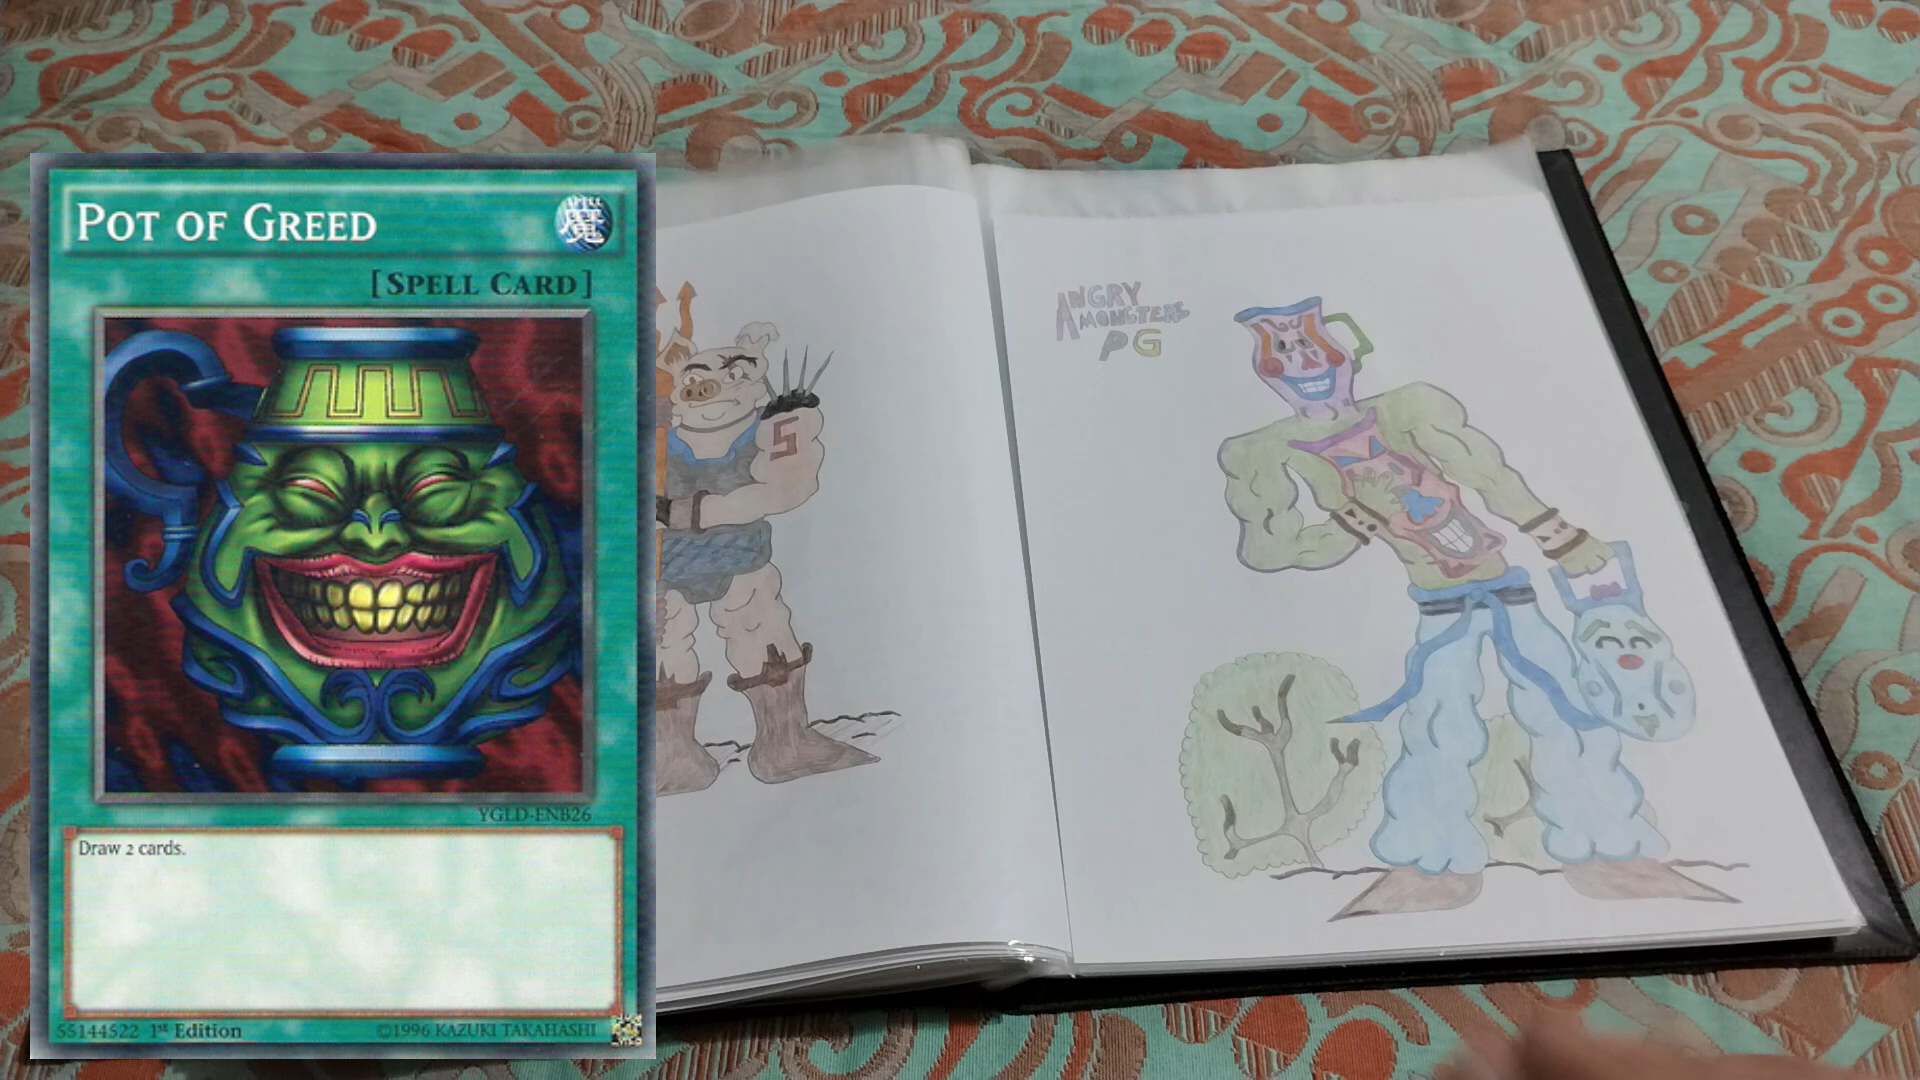 POT OF GREED
魔
[SPELL CARD]
YGLD-ENB26
Draw 2 cards.
55144522 1st Edition
©1996 KAZUKI TAKAHASHI
S
ANGRY
MONSTERS
PG